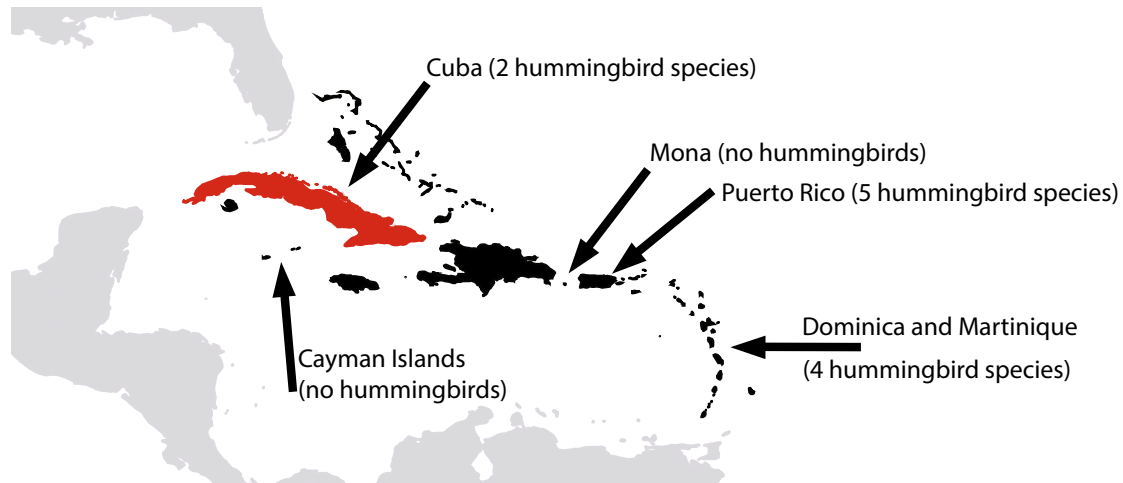 Cuba (2 hummingbird species)
Mona (no hummingbirds)
Puerto Rico (5 hummingbird species)
Dominica and Martinique
(4 hummingbird species)
Cayman Islands
(no hummingbirds)